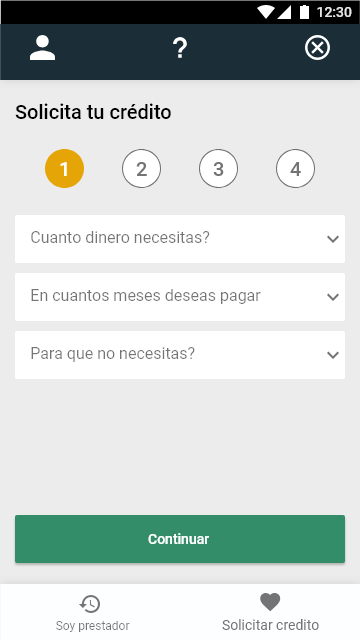 12:30
?
Solicita tu crédito
1 2 3 4
Cuanto dinero necesitas?
En cuantos meses deseas pagar
Para que no necesitas?
Continuar
Soy prestador
Solicitar credito